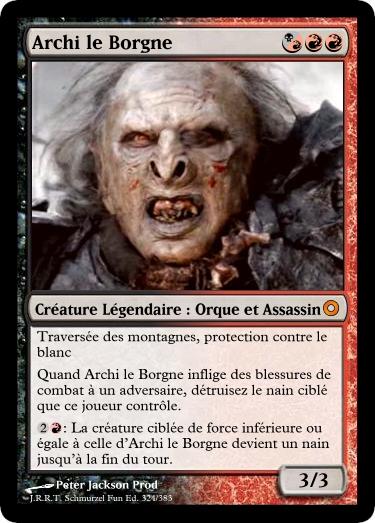 Archi le Borgne
Créature Légendaire : Orque et Assassin
Traversée des montagnes, protection contre le
blanc
Quand Archi le Borgne inflige des blessures de
combat à un adversaire, détruisez le nain ciblé
que ce joueur contrôle.
2 : La créature ciblée de force inférieure ou
égale à celle d'Archi le Borgne devient un nain
jusqu'à la fin du tour.
3/3
Peter Jackson Prod
J.R.R.T. Schmurzel Fun Ed. 324/383